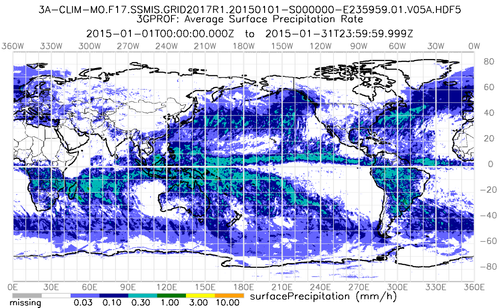 3A-CLIM-MO.F17.SSMIS.GRID2017R1.20150101-S000000-E235959.01.V05A.HDF5
3GPROF: Average Surface Precipitation Rate
2015-01-01T00:00:00.000Z to 2015-01-31T23:59:59.999Z
360W 330W 300W 270W 240W 210W 180W 150W 120W 90W 60W 30W 0W
80
60
40
20
0
-20
-40
-60
-80
0E 30E 60E 90E 120E 150E 180E 210E 240E 270E 300E 330E 360E
missing 0.03 0.10 0.30 1.00 3.00 10.00 surfacePrecipitation (mm/h)